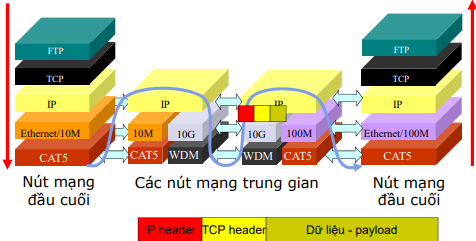 FTP
TCP
IP
Ethernet/10M
CAT5
Nút mạng
đầu cuối
IP
10M
10G
CAT5
WDM
IP
10G
100M
WDM
CAT5
Các nút mạng trung gian
FTP
TCP
IP
Ethernet/100M
CAT5
Nút mạng
đầu cuối
IP header
TCP header
Dữ liệu - payload